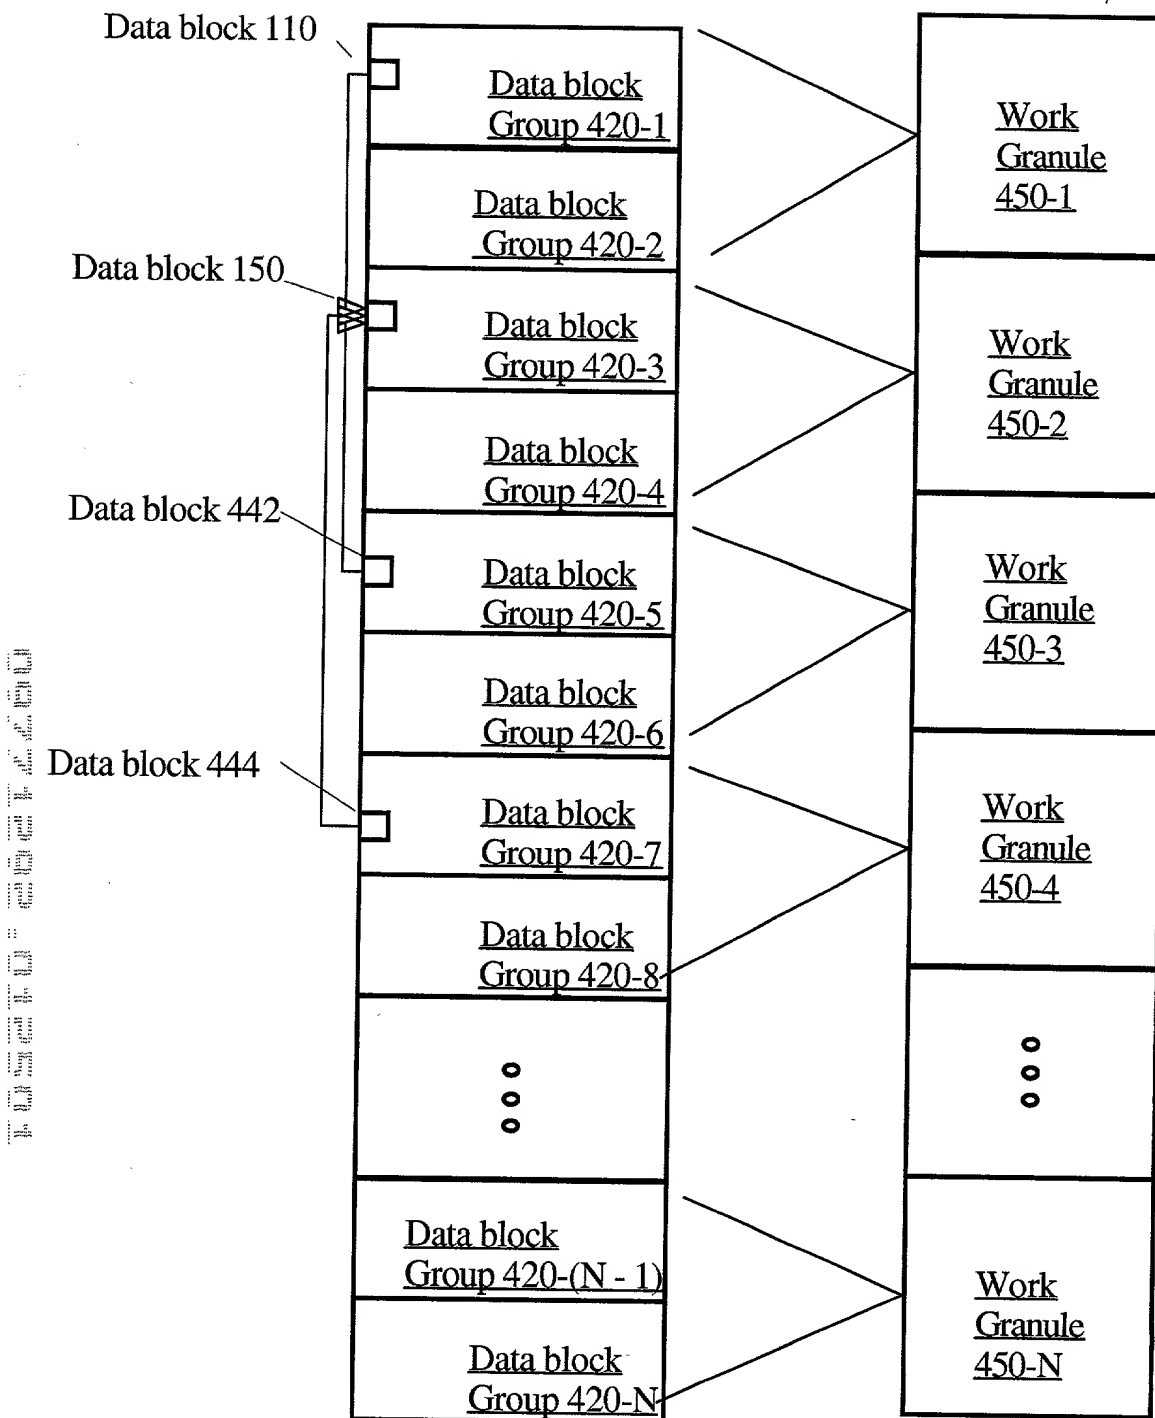 Data block 110
Data block
Group 420-1
Data block
Group 420-2
Data block 150
Data block
Group 420-3
Data block
Group 420-4
Data block 442
Data block
Group 420-5
Data block
Group 420-6
Data block 444
Data block
Group 420-7
Data block
Group 420-8
Data block
Group 420-(N - 1)
Data block
Group 420-N
Work
Granule
450-1
Work
Granule
450-2
Work
Granule
450-3
Work
Granule
450-4
Work
Granule
450-N
09771292.012501